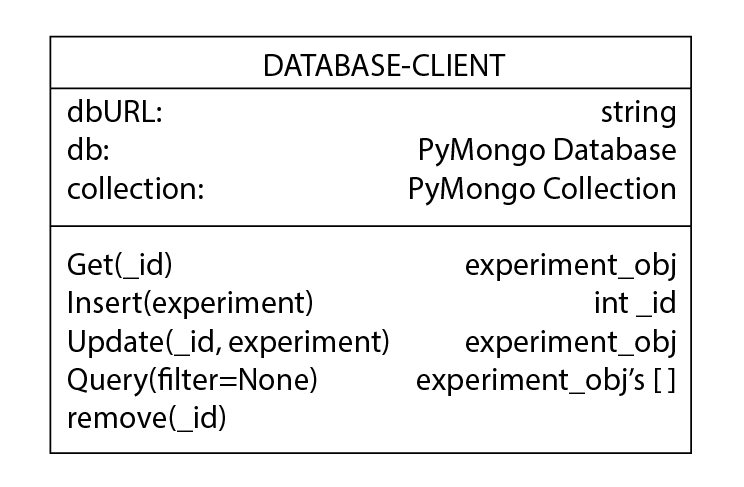 DATABASE-CLIENT
dbURL: string
db: PyMongo Database
collection: PyMongo Collection
Get(_id) experiment_obj
Insert(experiment) int _id
Update(_id, experiment) experiment_obj
Query(filter=None) experiment_obj’s [ ]
remove(_id)